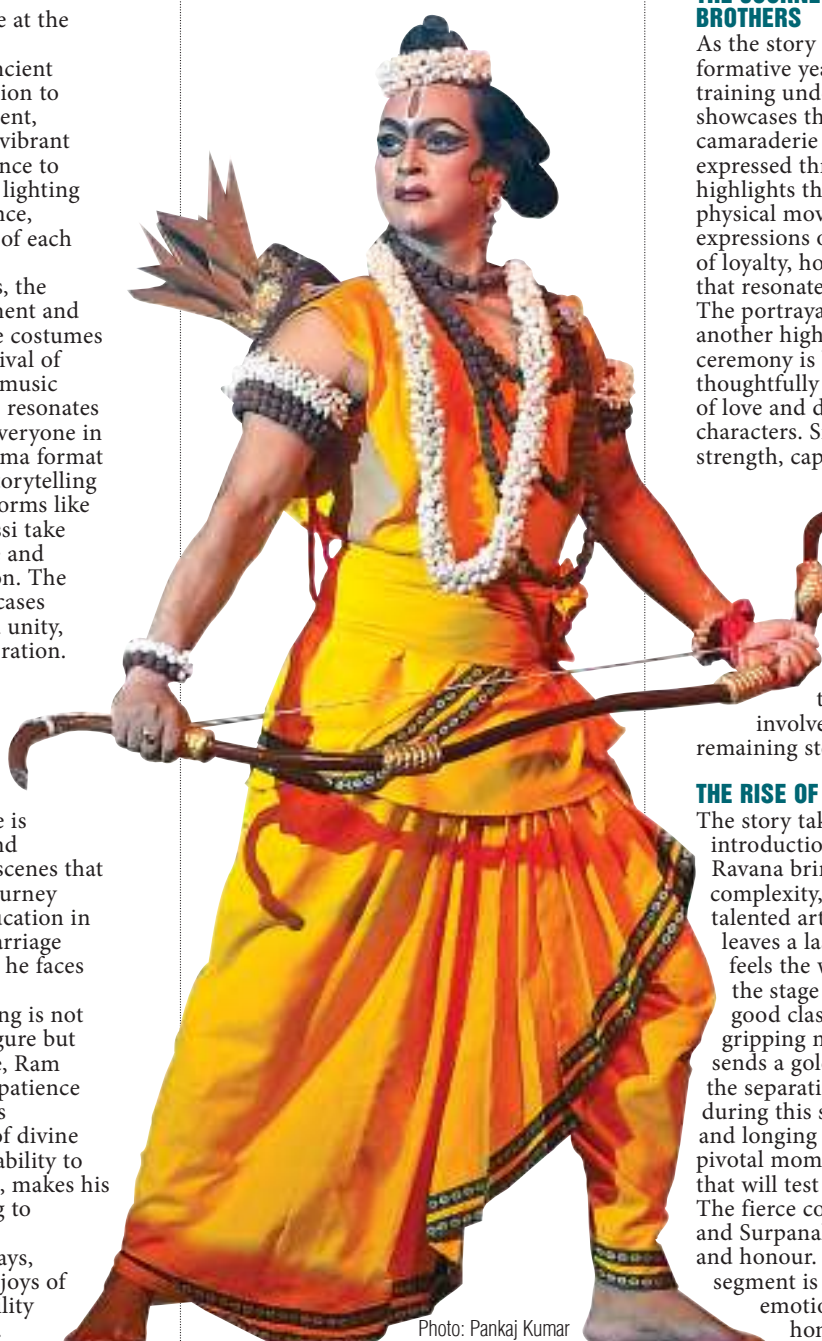 e at the
ncient
ion to
ent,
vibrant
nce to
lighting
nce,
of each
s, the
ent and
e costumes
ival of
music
resonates
veryone in
ma format
orytelling
orms like
ssi take
and
on. The
cases
unity,
ration.
e is
nd
scenes that
urney
ucation in
arriage
he faces
ng is not
gure but
e, Ram
patience
s
of divine
ability to
, makes his
g to
ays,
joys of
lity
Photo: Pankaj Kumar
BROTHERS
As the story
formative yea
training und
showcases th
camaraderie
expressed thr
highlights th
physical mov
expressions o
of loyalty, ho
that resonate
The portraya
another high
ceremony is
thoughtfully
of love and d
characters. S
strength, cap
t
involve
remaining st
THE RISE OF
The story tak
introduction
Ravana brin
complexity,
talented art
leaves a la
feels the w
the stage
good clas
gripping n
sends a gol
the separati
during this s
and longing
pivotal mom
that will test
The fierce co
and Surpana
and honour.
segment is
emotio
hon